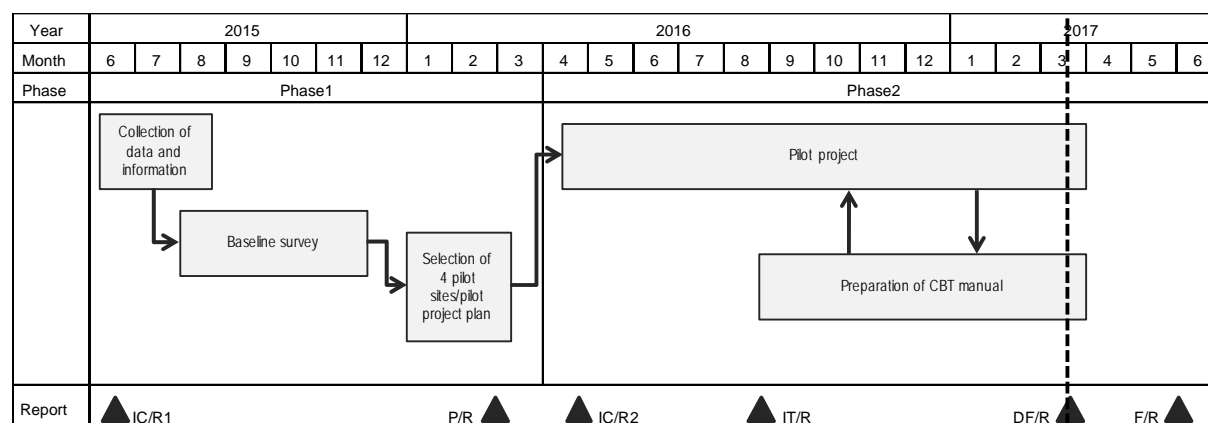 Year 2015 2016 2017
Month 6 7 8 9 10 11 12 1 2 3 4 5 6 7 8 9 10 11 12 1 2 3 4 5 6
Phase Phase1 Phase2
Collection of
data and
information
Pilot project
Baseline survey
Selection of
4 pilot
sites/pilot
project plan
Preparation of CBT manual
Report IC/R1 P/R IC/R2 IT/R DF/R F/R